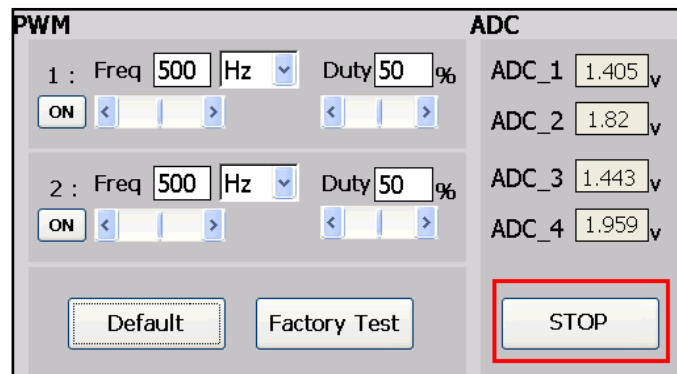 PWM
1 : Freq 500 Hz Duty 50 %
ON
2 : Freq 500 Hz Duty 50 %
ON
Default Factory Test
ADC
ADC_1 1.405 v
ADC_2 1.82 v
ADC_3 1.443 v
ADC_4 1.959 v
STOP